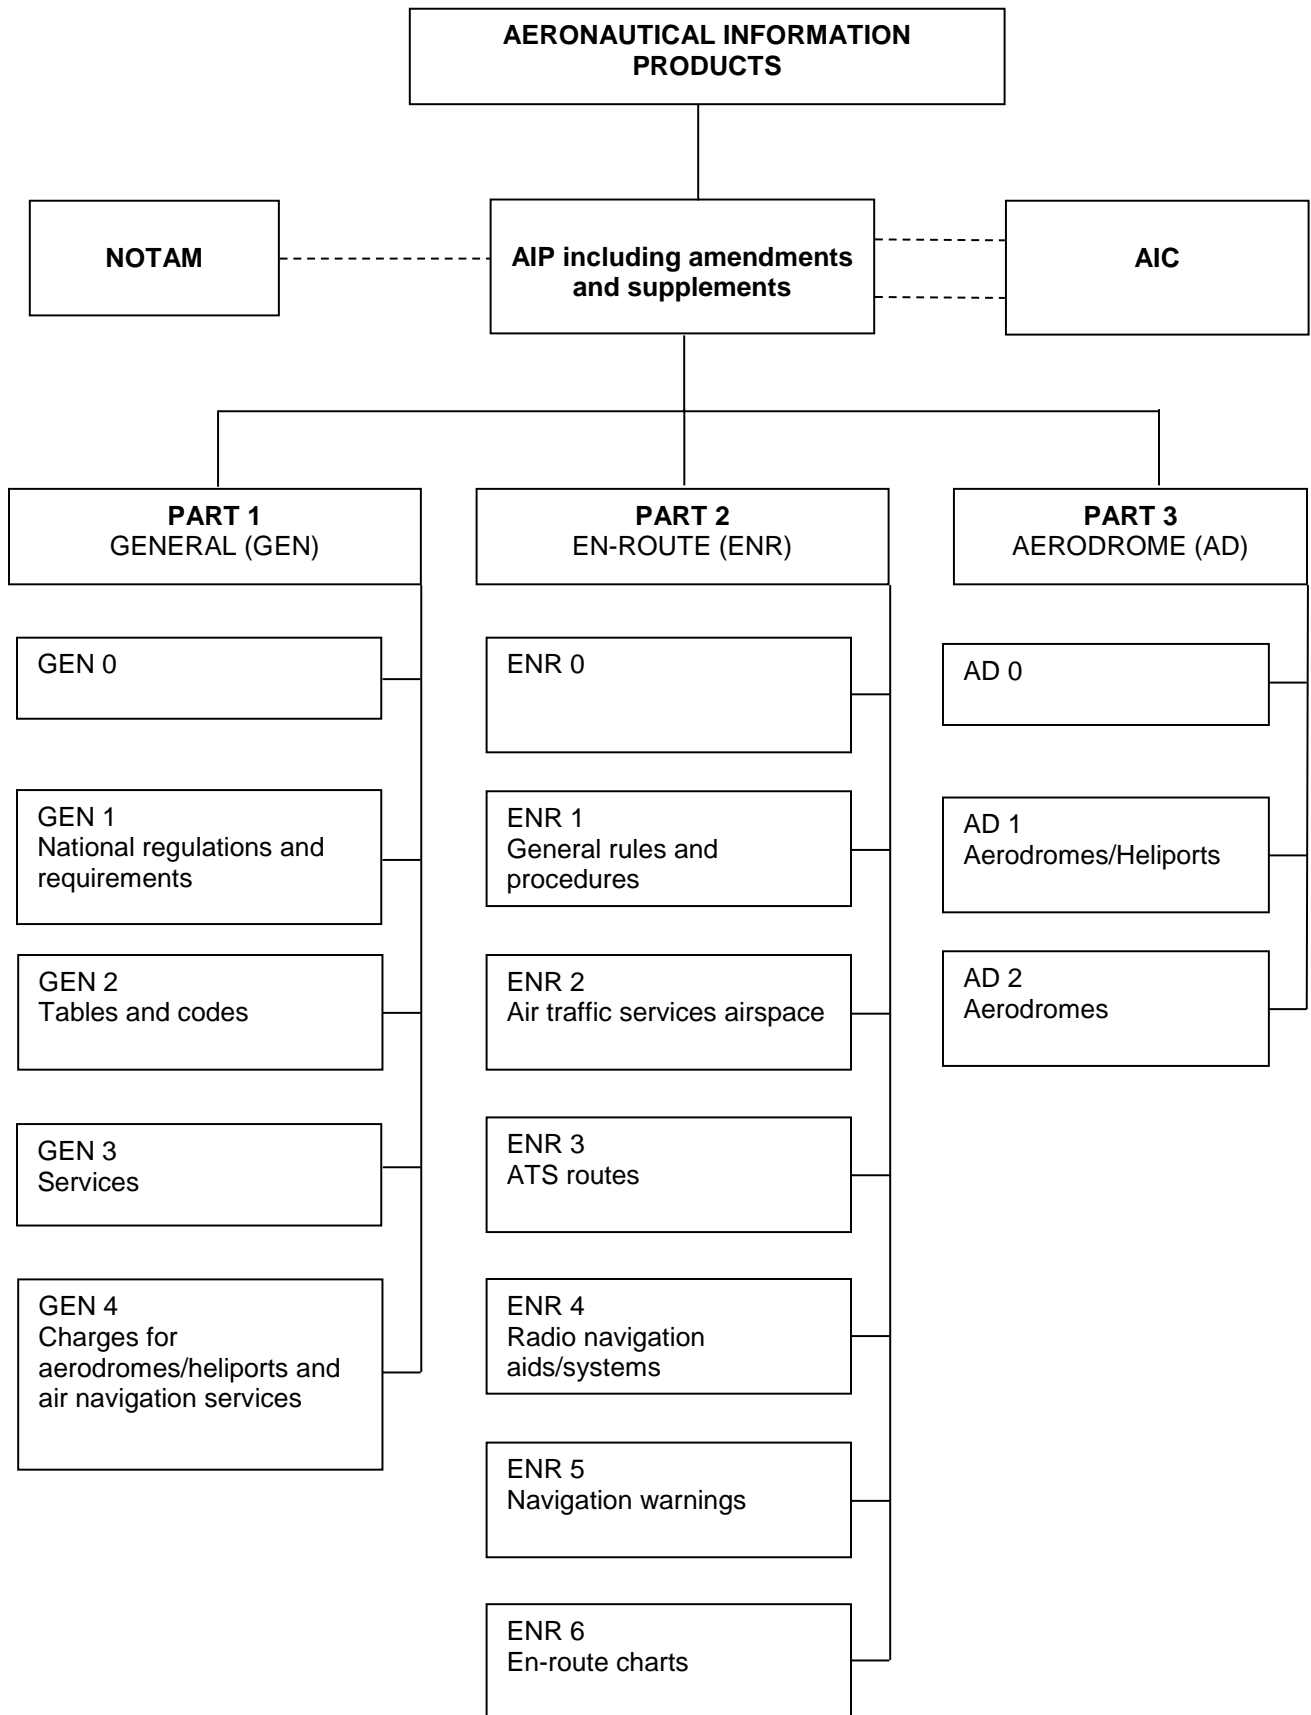 AERONAUTICAL INFORMATION
PRODUCTS
NOTAM
AIP including amendments
and supplements
AIC
PART 1
GENERAL (GEN)
PART 2
EN-ROUTE (ENR)
PART 3
AERODROME (AD)
GEN 0
GEN 1
National regulations and
requirements
GEN 2
Tables and codes
GEN 3
Services
GEN 4
Charges for
aerodromes/heliports and
air navigation services
ENR 0
ENR 1
General rules and
procedures
ENR 2
Air traffic services airspace
ENR 3
ATS routes
ENR 4
Radio navigation
aids/systems
ENR 5
Navigation warnings
ENR 6
En-route charts
AD 0
AD 1
Aerodromes/Heliports
AD 2
Aerodromes